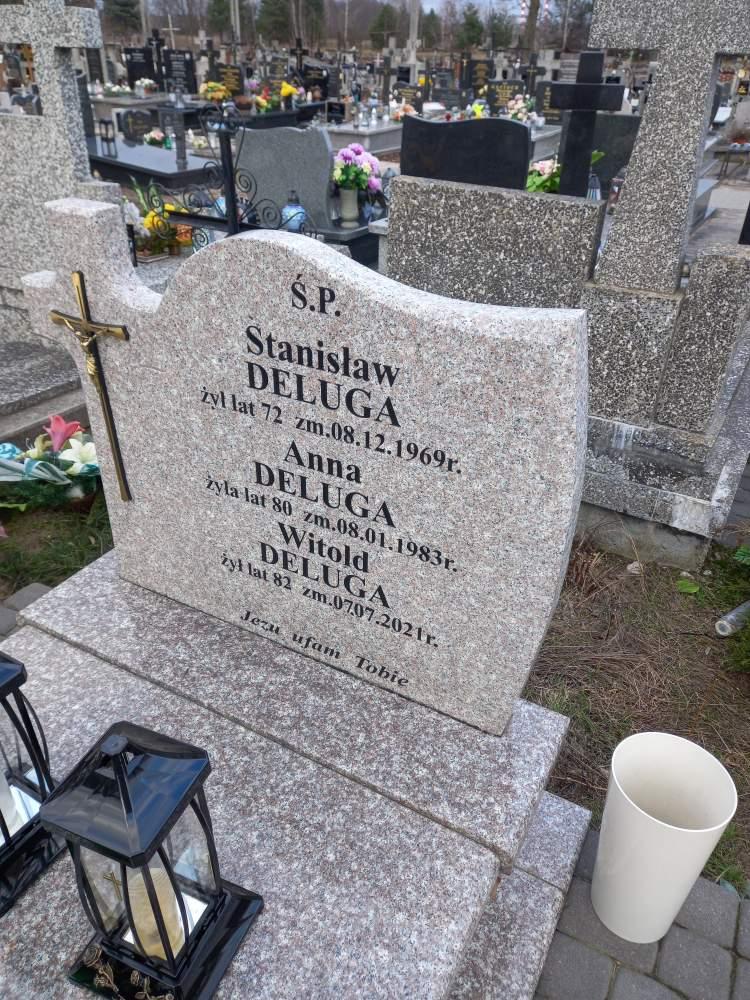 Ś.P.
Stanisław
DELUGA
żył lat 72 zm.08.12.1969r.
Anna
DELUGA
żyła lat 80 zm.08.01.1983r.
Witold
DELUGA
żył lat 82 zm.07.07.2021r.
Jezu ufam Tobie